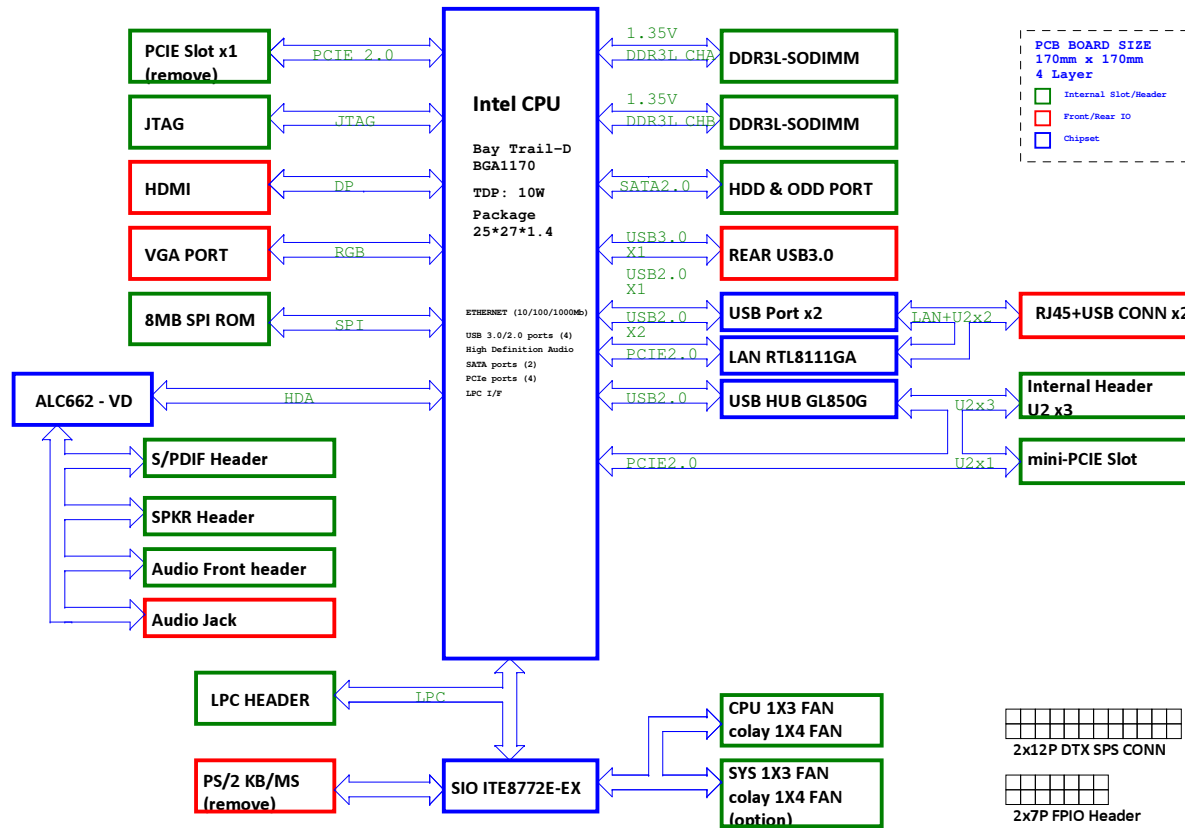 PCIE Slot x1
(remove)
PCIE 2.0
JTAG
JTAG
HDMI
DP
VGA PORT
RGB
8MB SPI ROM
SPI
ALC662 - VD
HDA
S/PDIF Header
SPKR Header
Audio Front header
Audio Jack
LPC HEADER
LPC
PS/2 KB/MS
(remove)
Intel CPU
Bay Trail-D
BGA1170
TDP: 10W
Package
25*27*1.4
ETHERNET (10/100/1000Mb)
USB 3.0/2.0 ports (4)
High Definition Audio
SATA ports (2)
PCIe ports (4)
LPC I/F
SIO ITE8772E-EX
1.35V
DDR3L CHA
DDR3L-SODIMM
1.35V
DDR3L CHB
DDR3L-SODIMM
SATA2.0
HDD & ODD PORT
USB3.0
X1
REAR USB3.0
USB2.0
X1
USB2.0
X2
USB Port x2
LAN+U2x2
RJ45+USB CONN x2
PCIE2.0
LAN RTL8111GA
USB2.0
USB HUB GL850G
U2x3
Internal Header
U2 x3
PCIE2.0
U2x1
mini-PCIE Slot
CPU 1X3 FAN
colay 1X4 FAN
SYS 1X3 FAN
colay 1X4 FAN
(option)
PCB BOARD SIZE
170mm x 170mm
4 Layer
Internal Slot/Header
Front/Rear IO
Chipset
2x12P DTX SPS CONN
2x7P FPIO Header